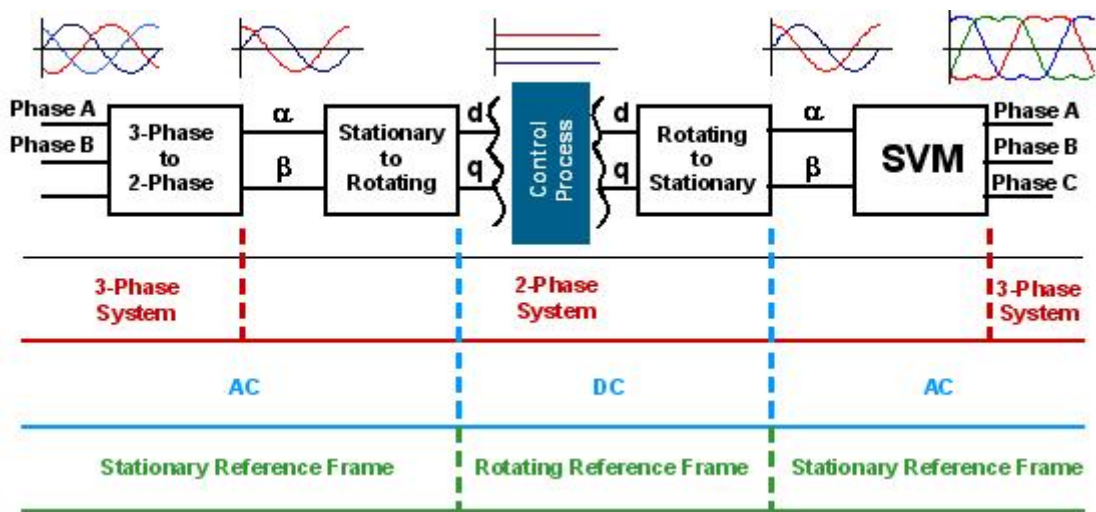 Phase A
Phase B
3-Phase
to
2-Phase
α
β
Stationary
to
Rotating
d
q
Control
Process
d
q
Rotating
to
Stationary
α
β
SVM
Phase A
Phase B
Phase C
3-Phase
System
2-Phase
System
3-Phase
System
AC
DC
AC
Stationary Reference Frame
Rotating Reference Frame
Stationary Reference Frame